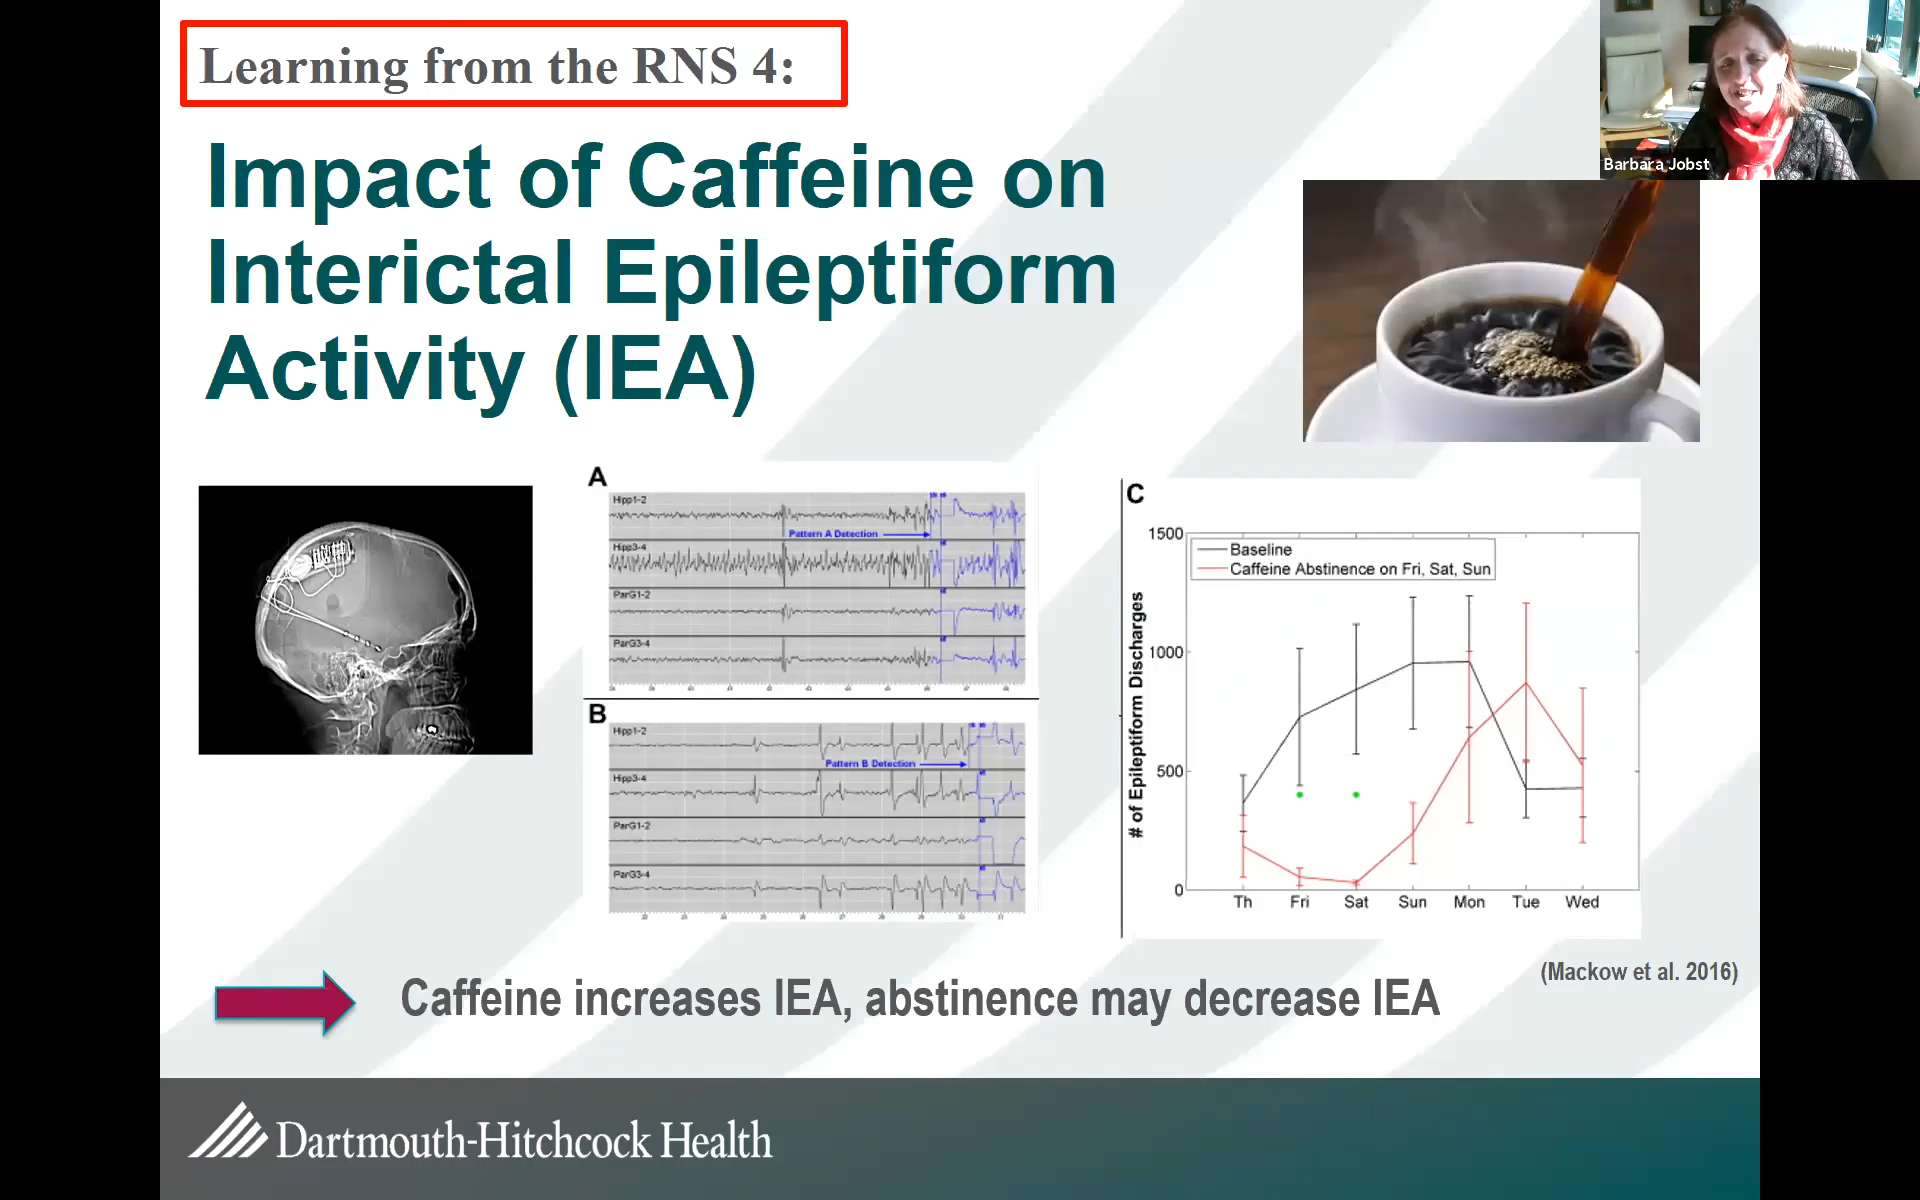 Learning from the RNS 4:
Barbara Jobst
Impact of Caffeine on
Interictal Epileptiform
Activity (IEA)
A
Hipp1-2
Pattern A Detection
Hipp3-4
ParG1-2
ParG3-4
B
Hipp1-2
Pattern B Detection
Hipp3-4
ParG1-2
ParG3-4
C
# of Epileptiform Discharges
1500
1000
500
0
Baseline
Caffeine Abstinence on Fri, Sat, Sun
Th Fri Sat Sun Mon Tue Wed
(Mackow et al. 2016)
Caffeine increases IEA, abstinence may decrease IEA
Dartmouth-Hitchcock Health